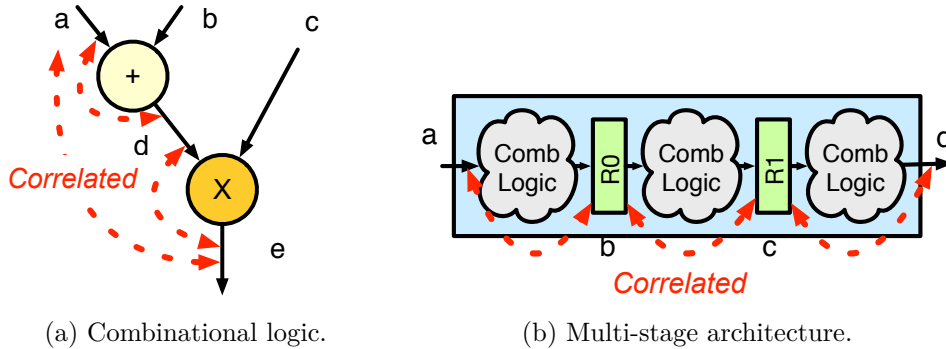 a
b
c
+
d
Correlated
X
e
(a) Combinational logic.
a
Comb
Logic
R0
Comb
Logic
R1
Comb
Logic
d
b
c
Correlated
(b) Multi-stage architecture.